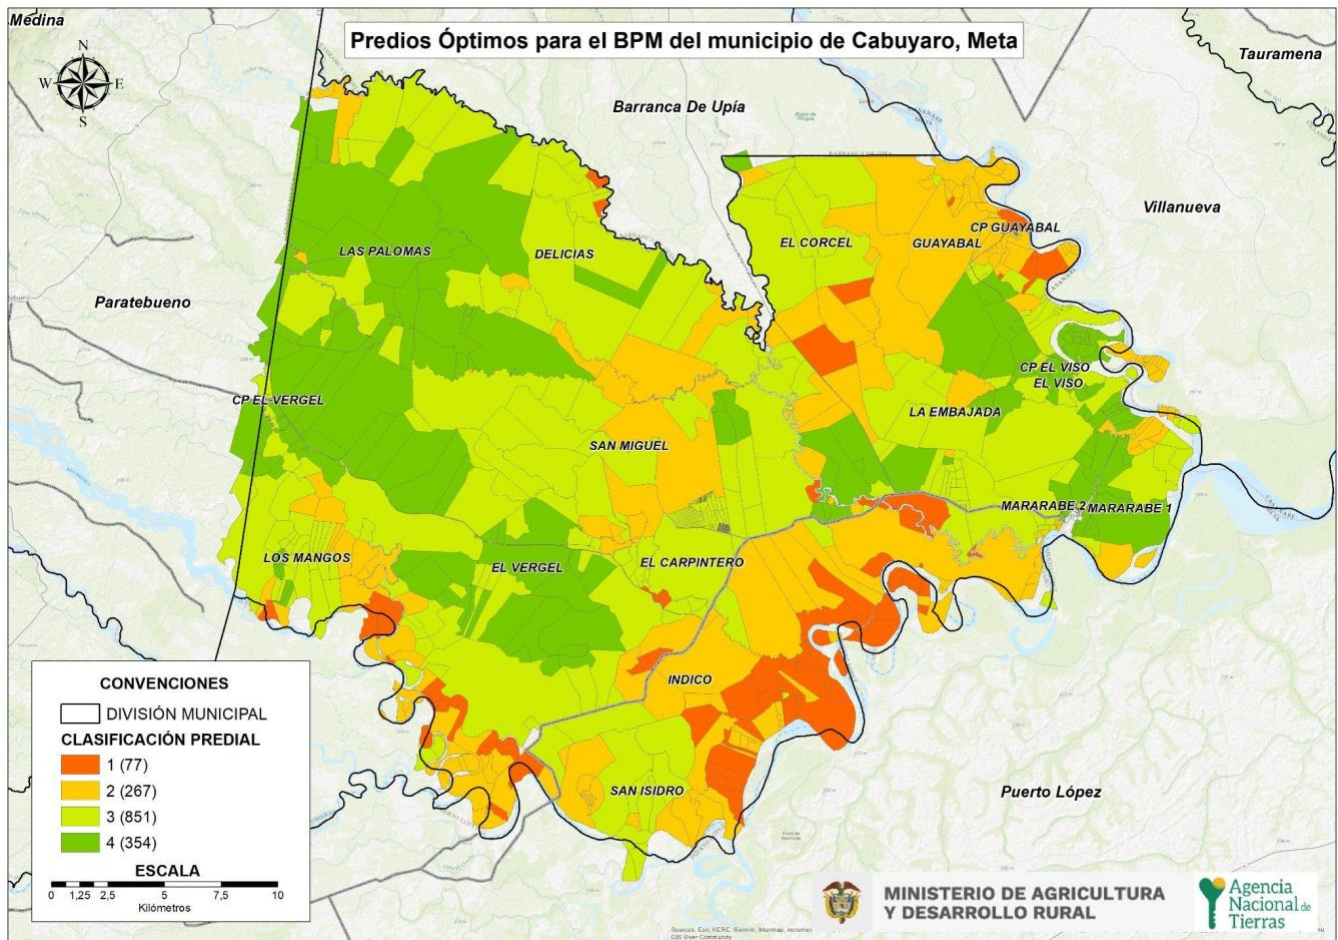 Medina
Predios Óptimos para el BPM del municipio de Cabuyaro, Meta
Tauramena
N
W E
S
Barranca De Upía
Villanueva
CP GUAYABAL
LAS PALOMAS
DELICIAS
EL CORCEL
GUAYABAL
Paratebueno
CP EL VISO
EL VISO
CP EL VERGEL
LA EMBAJADA
SAN MIGUEL
MARARABE 2
MARARABE 1
LOS MANGOS
EL VERGEL
EL CARPINTERO
INDICO
SAN ISIDRO
Puerto López
CONVENCIONES
DIVISIÓN MUNICIPAL
CLASIFICACIÓN PREDIAL
1 (77)
2 (267)
3 (851)
4 (354)
ESCALA
0 1,25 2,5 5 7,5 10
Kilómetros
MINISTERIO DE AGRICULTURA
Y DESARROLLO RURAL
Agencia
Nacional de
Tierras